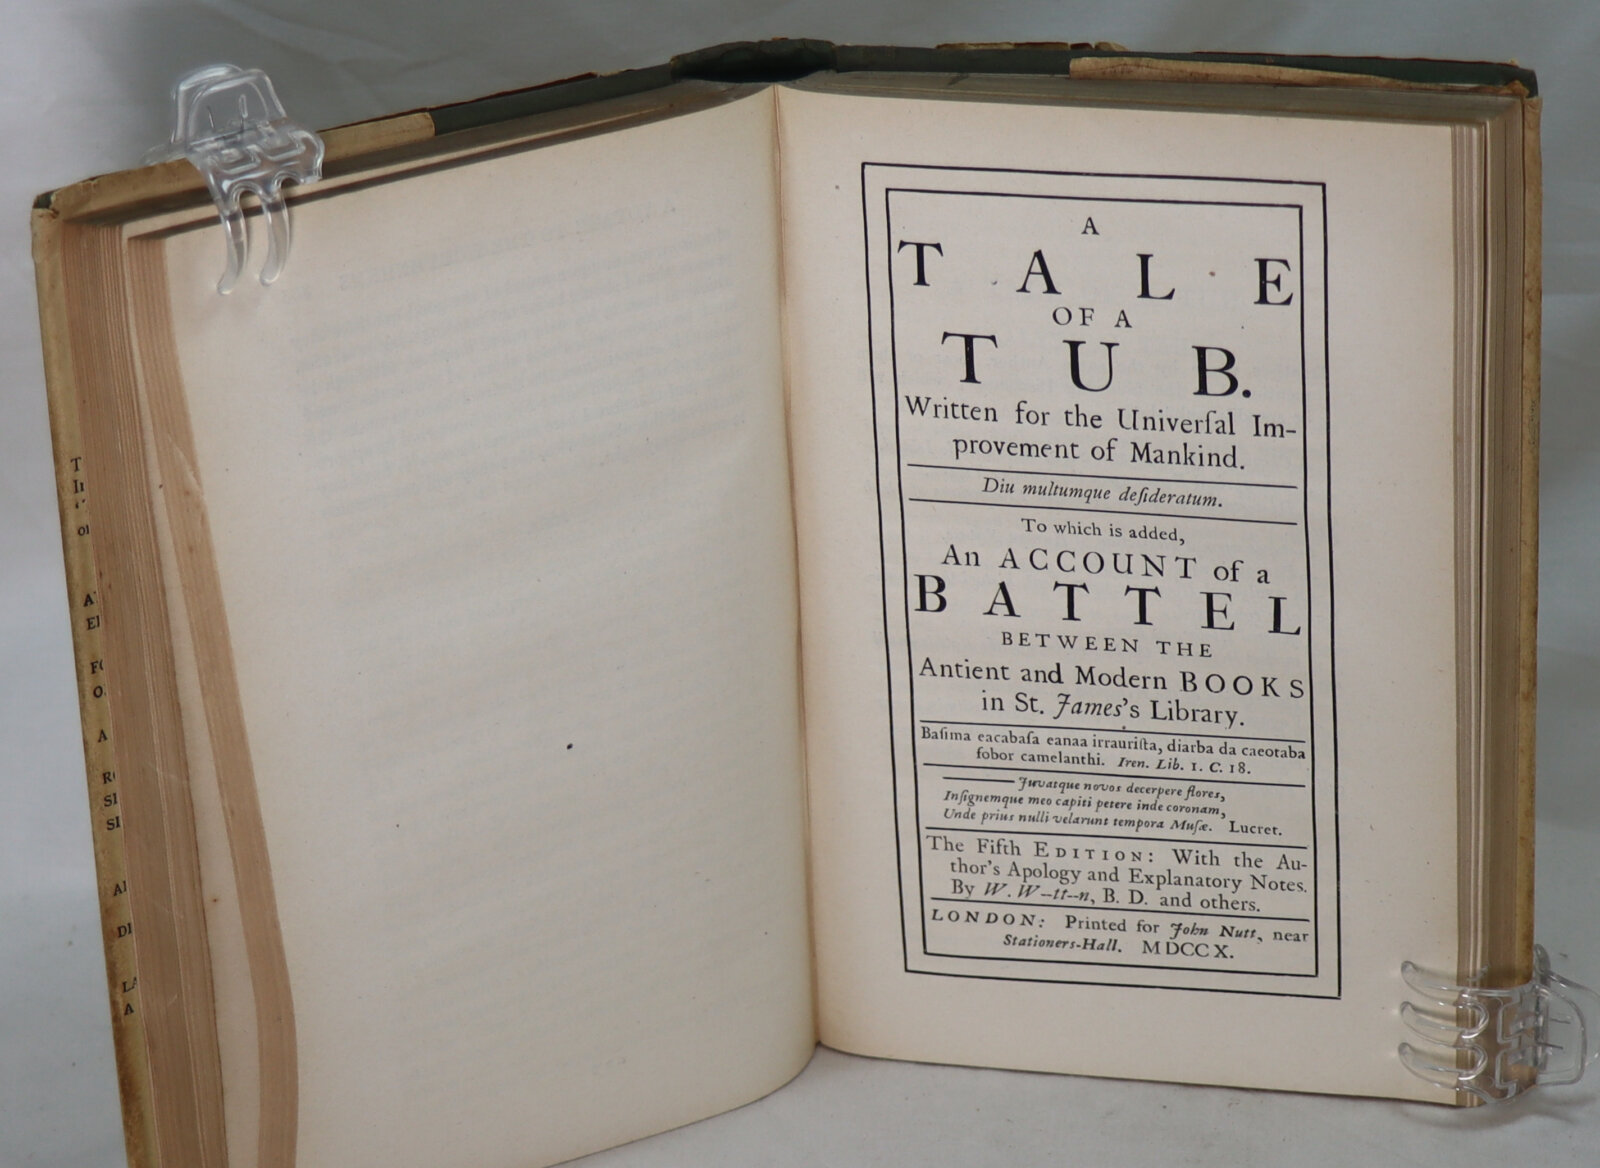 A
TALE
OF A
TUB.
Written for the Univerſal Im-
provement of Mankind.
Diu multumque deſideratum.
To which is added,
An ACCOUNT of a
BATTEL
BETWEEN THE
Antient and Modern BOOKS
in St. James's Library.
Baſima eacabaſa eanaa irrauriſta, diarba da caeotaba
fobor camelanthi. Iren. Lib. 1. C. 18.
Juvatque novos decerpere flores,
Inſignemque meo capiti petere inde coronam,
Unde prius nulli velarunt tempora Muſæ. Lucret.
The Fifth EDITION: With the Au-
thor's Apology and Explanatory Notes.
By W. W--tt--n, B. D. and others.
LONDON: Printed for John Nutt, near
Stationers-Hall. MDCCX.